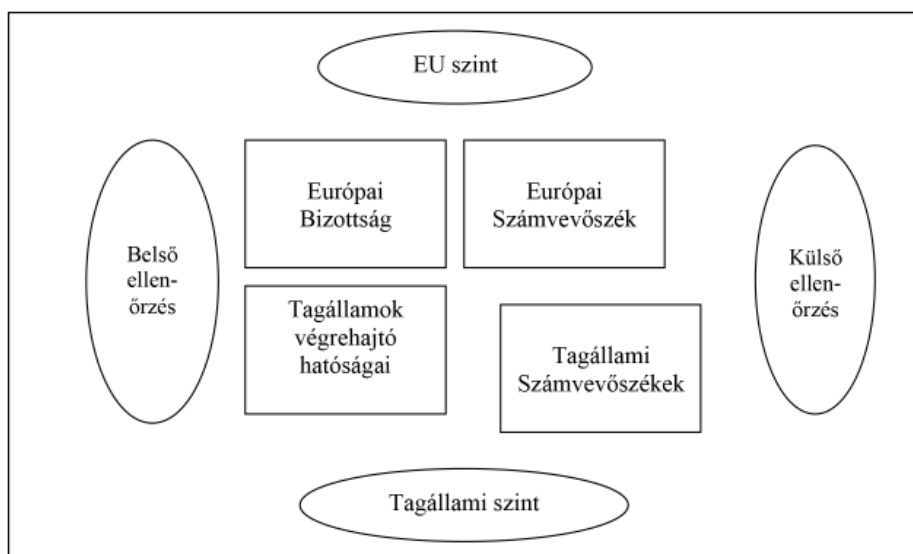 EU szint
Európai
Bizottság
Európai
Számvevőszék
Belső
ellen-
őrzés
Külső
ellen-
őrzés
Tagállamok
végrehajtó
hatóságai
Tagállami
Számvevőszékek
Tagállami szint